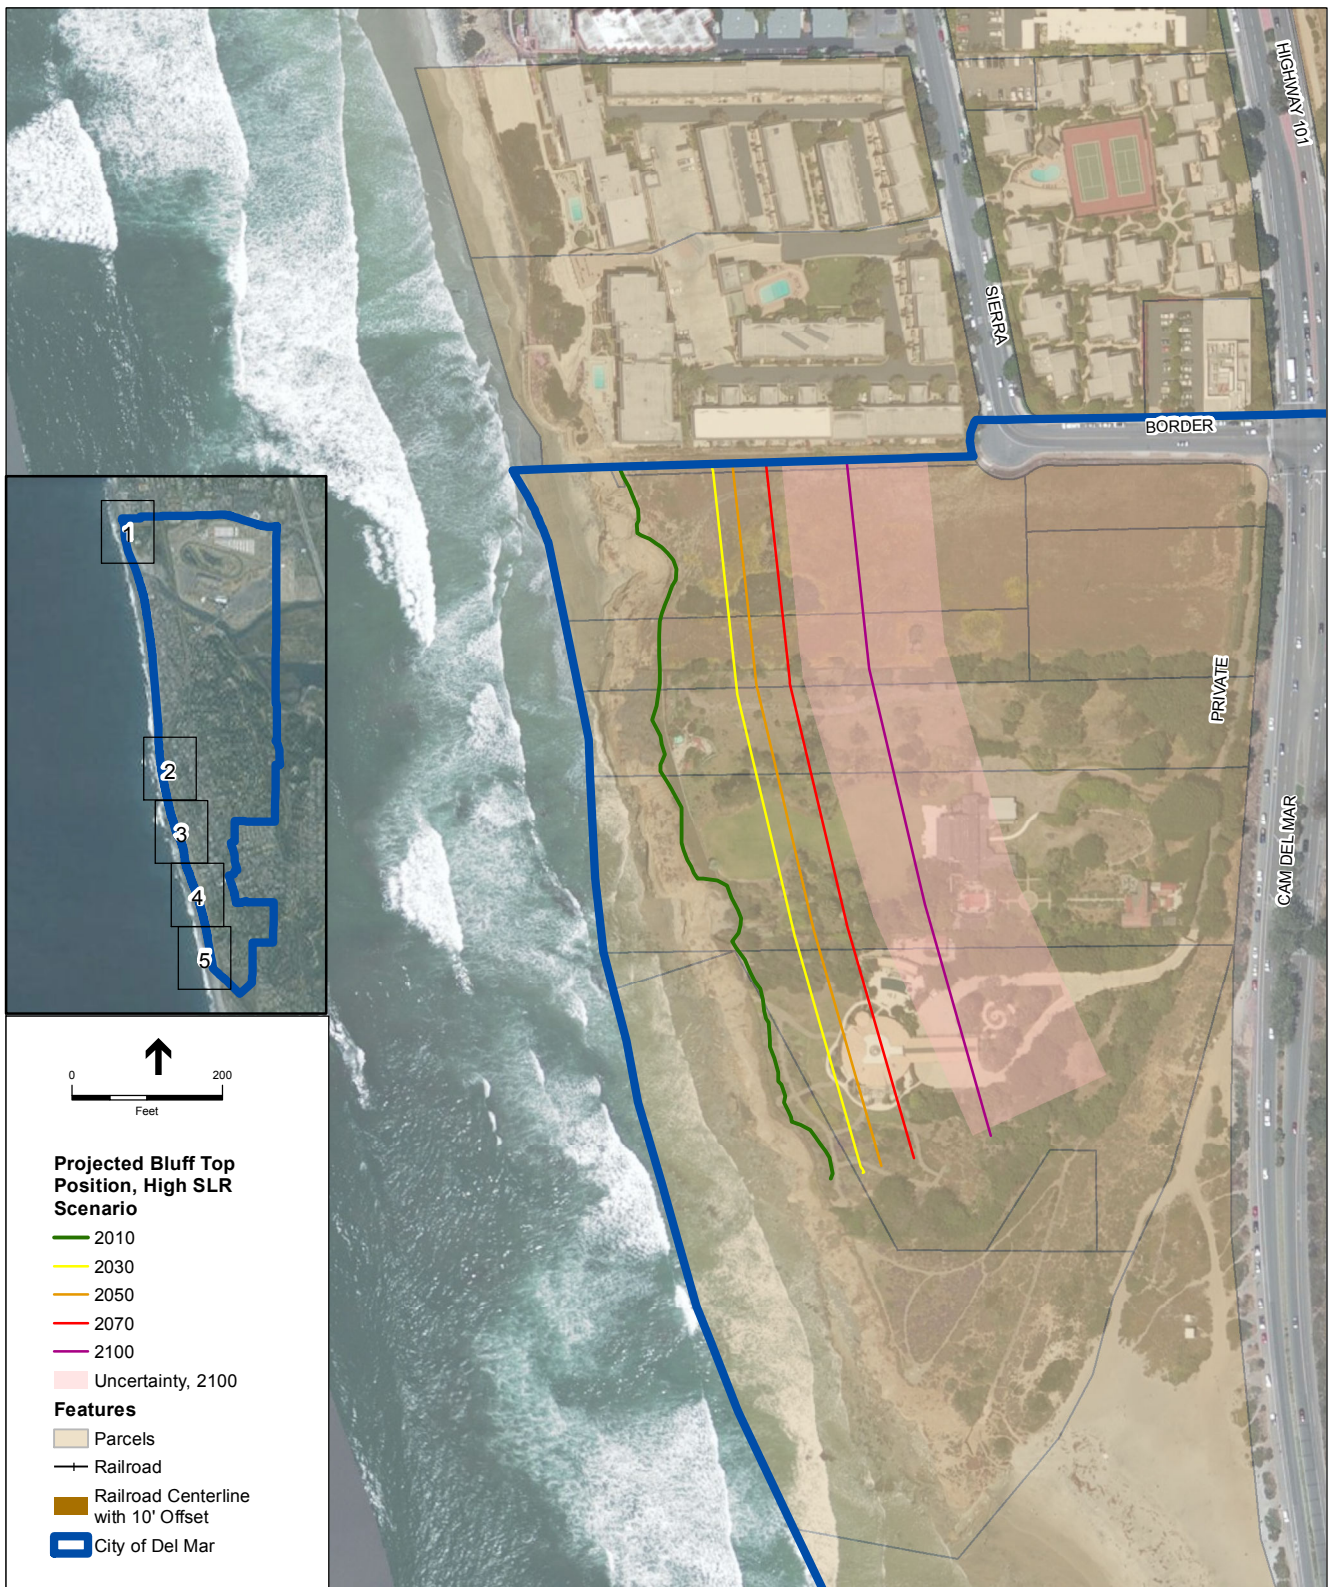 HIGHWAY 101
SIERRA
BORDER
PRIVATE
CAM DEL MAR
1
2
3
4
5
0 200
Feet
Projected Bluff Top
Position, High SLR
Scenario
2010
2030
2050
2070
2100
Uncertainty, 2100
Features
Parcels
Railroad
Railroad Centerline
with 10' Offset
City of Del Mar